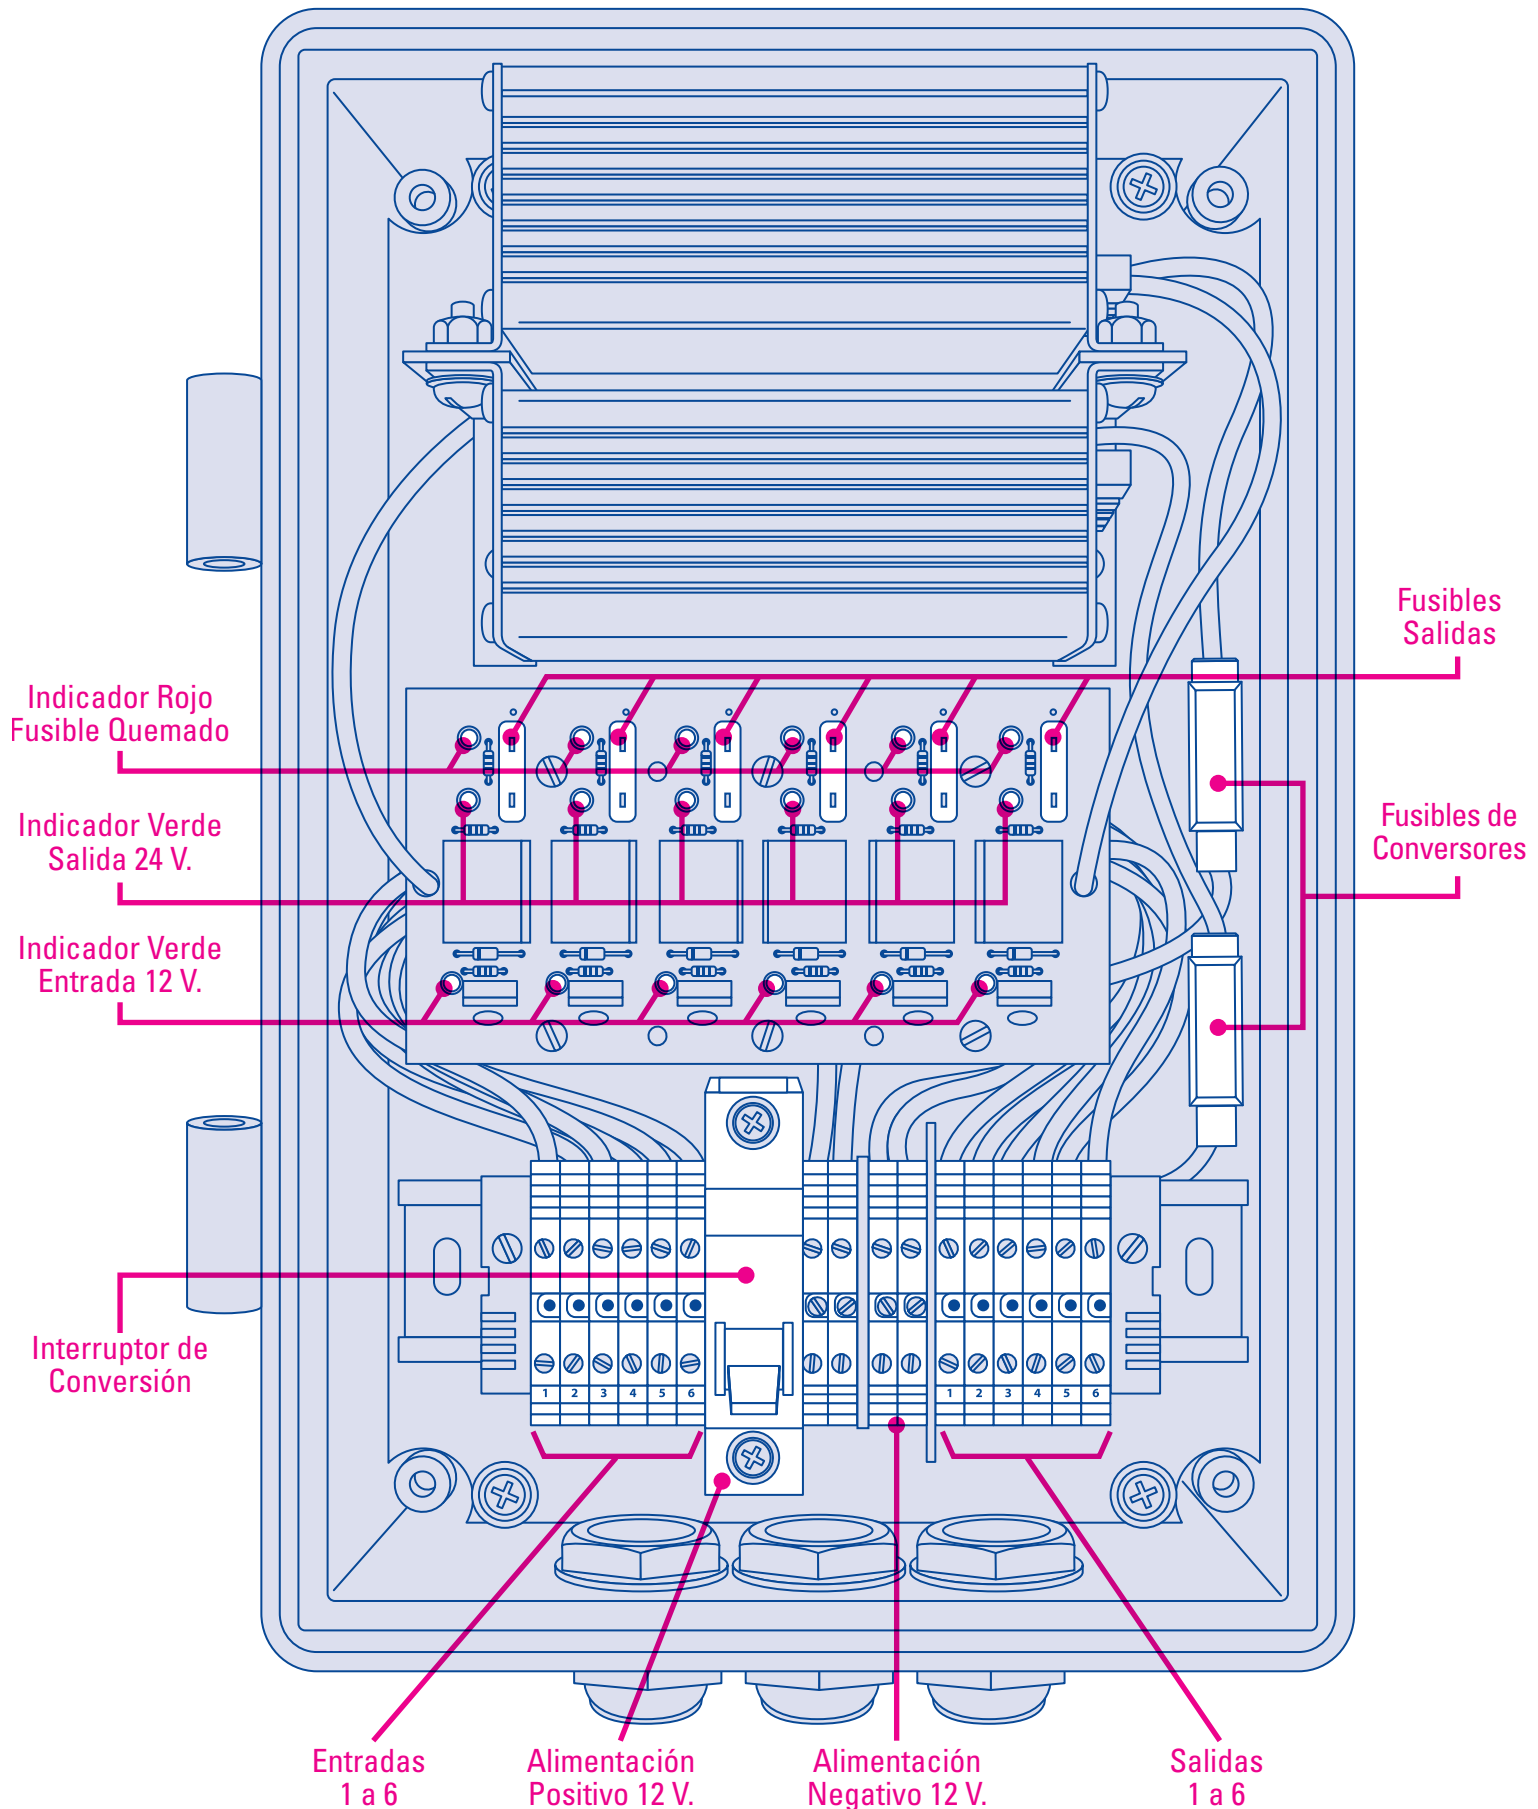 Fusibles
Salidas
Indicador Rojo
Fusible Quemado
Fusibles de
Conversores
Indicador Verde
Salida 24 V.
Indicador Verde
Entrada 12 V.
Interruptor de
Conversión
1 2 3 4 5 6
1 2 3 4 5 6
Entradas
1 a 6
Alimentación
Positivo 12 V.
Alimentación
Negativo 12 V.
Salidas
1 a 6